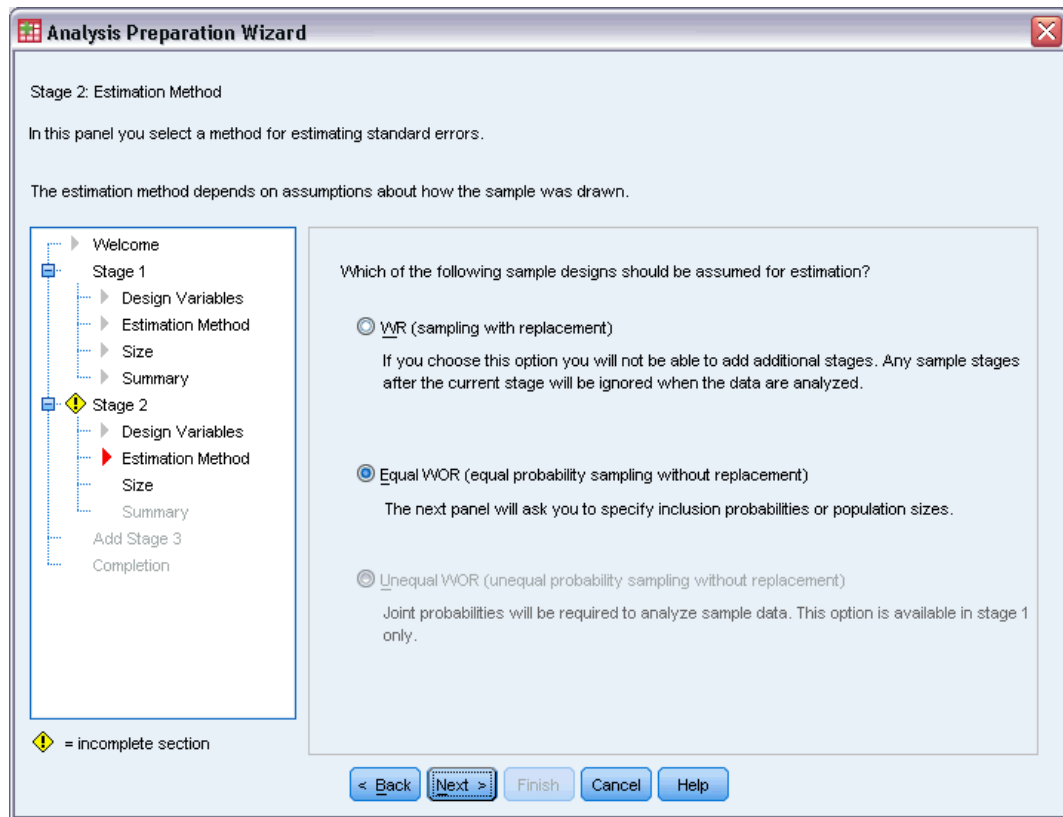 Analysis Preparation Wizard
Stage 2: Estimation Method
In this panel you select a method for estimating standard errors.
The estimation method depends on assumptions about how the sample was drawn.
Welcome
Stage 1
Design Variables
Estimation Method
Size
Summary
Stage 2
Design Variables
Estimation Method
Size
Summary
Add Stage 3
Completion
= incomplete section
Which of the following sample designs should be assumed for estimation?
WR (sampling with replacement)
If you choose this option you will not be able to add additional stages. Any sample stages
after the current stage will be ignored when the data are analyzed.
Equal WOR (equal probability sampling without replacement)
The next panel will ask you to specify inclusion probabilities or population sizes.
Unequal WOR (unequal probability sampling without replacement)
Joint probabilities will be required to analyze sample data. This option is available in stage 1
only.
< Back Next > Finish Cancel Help